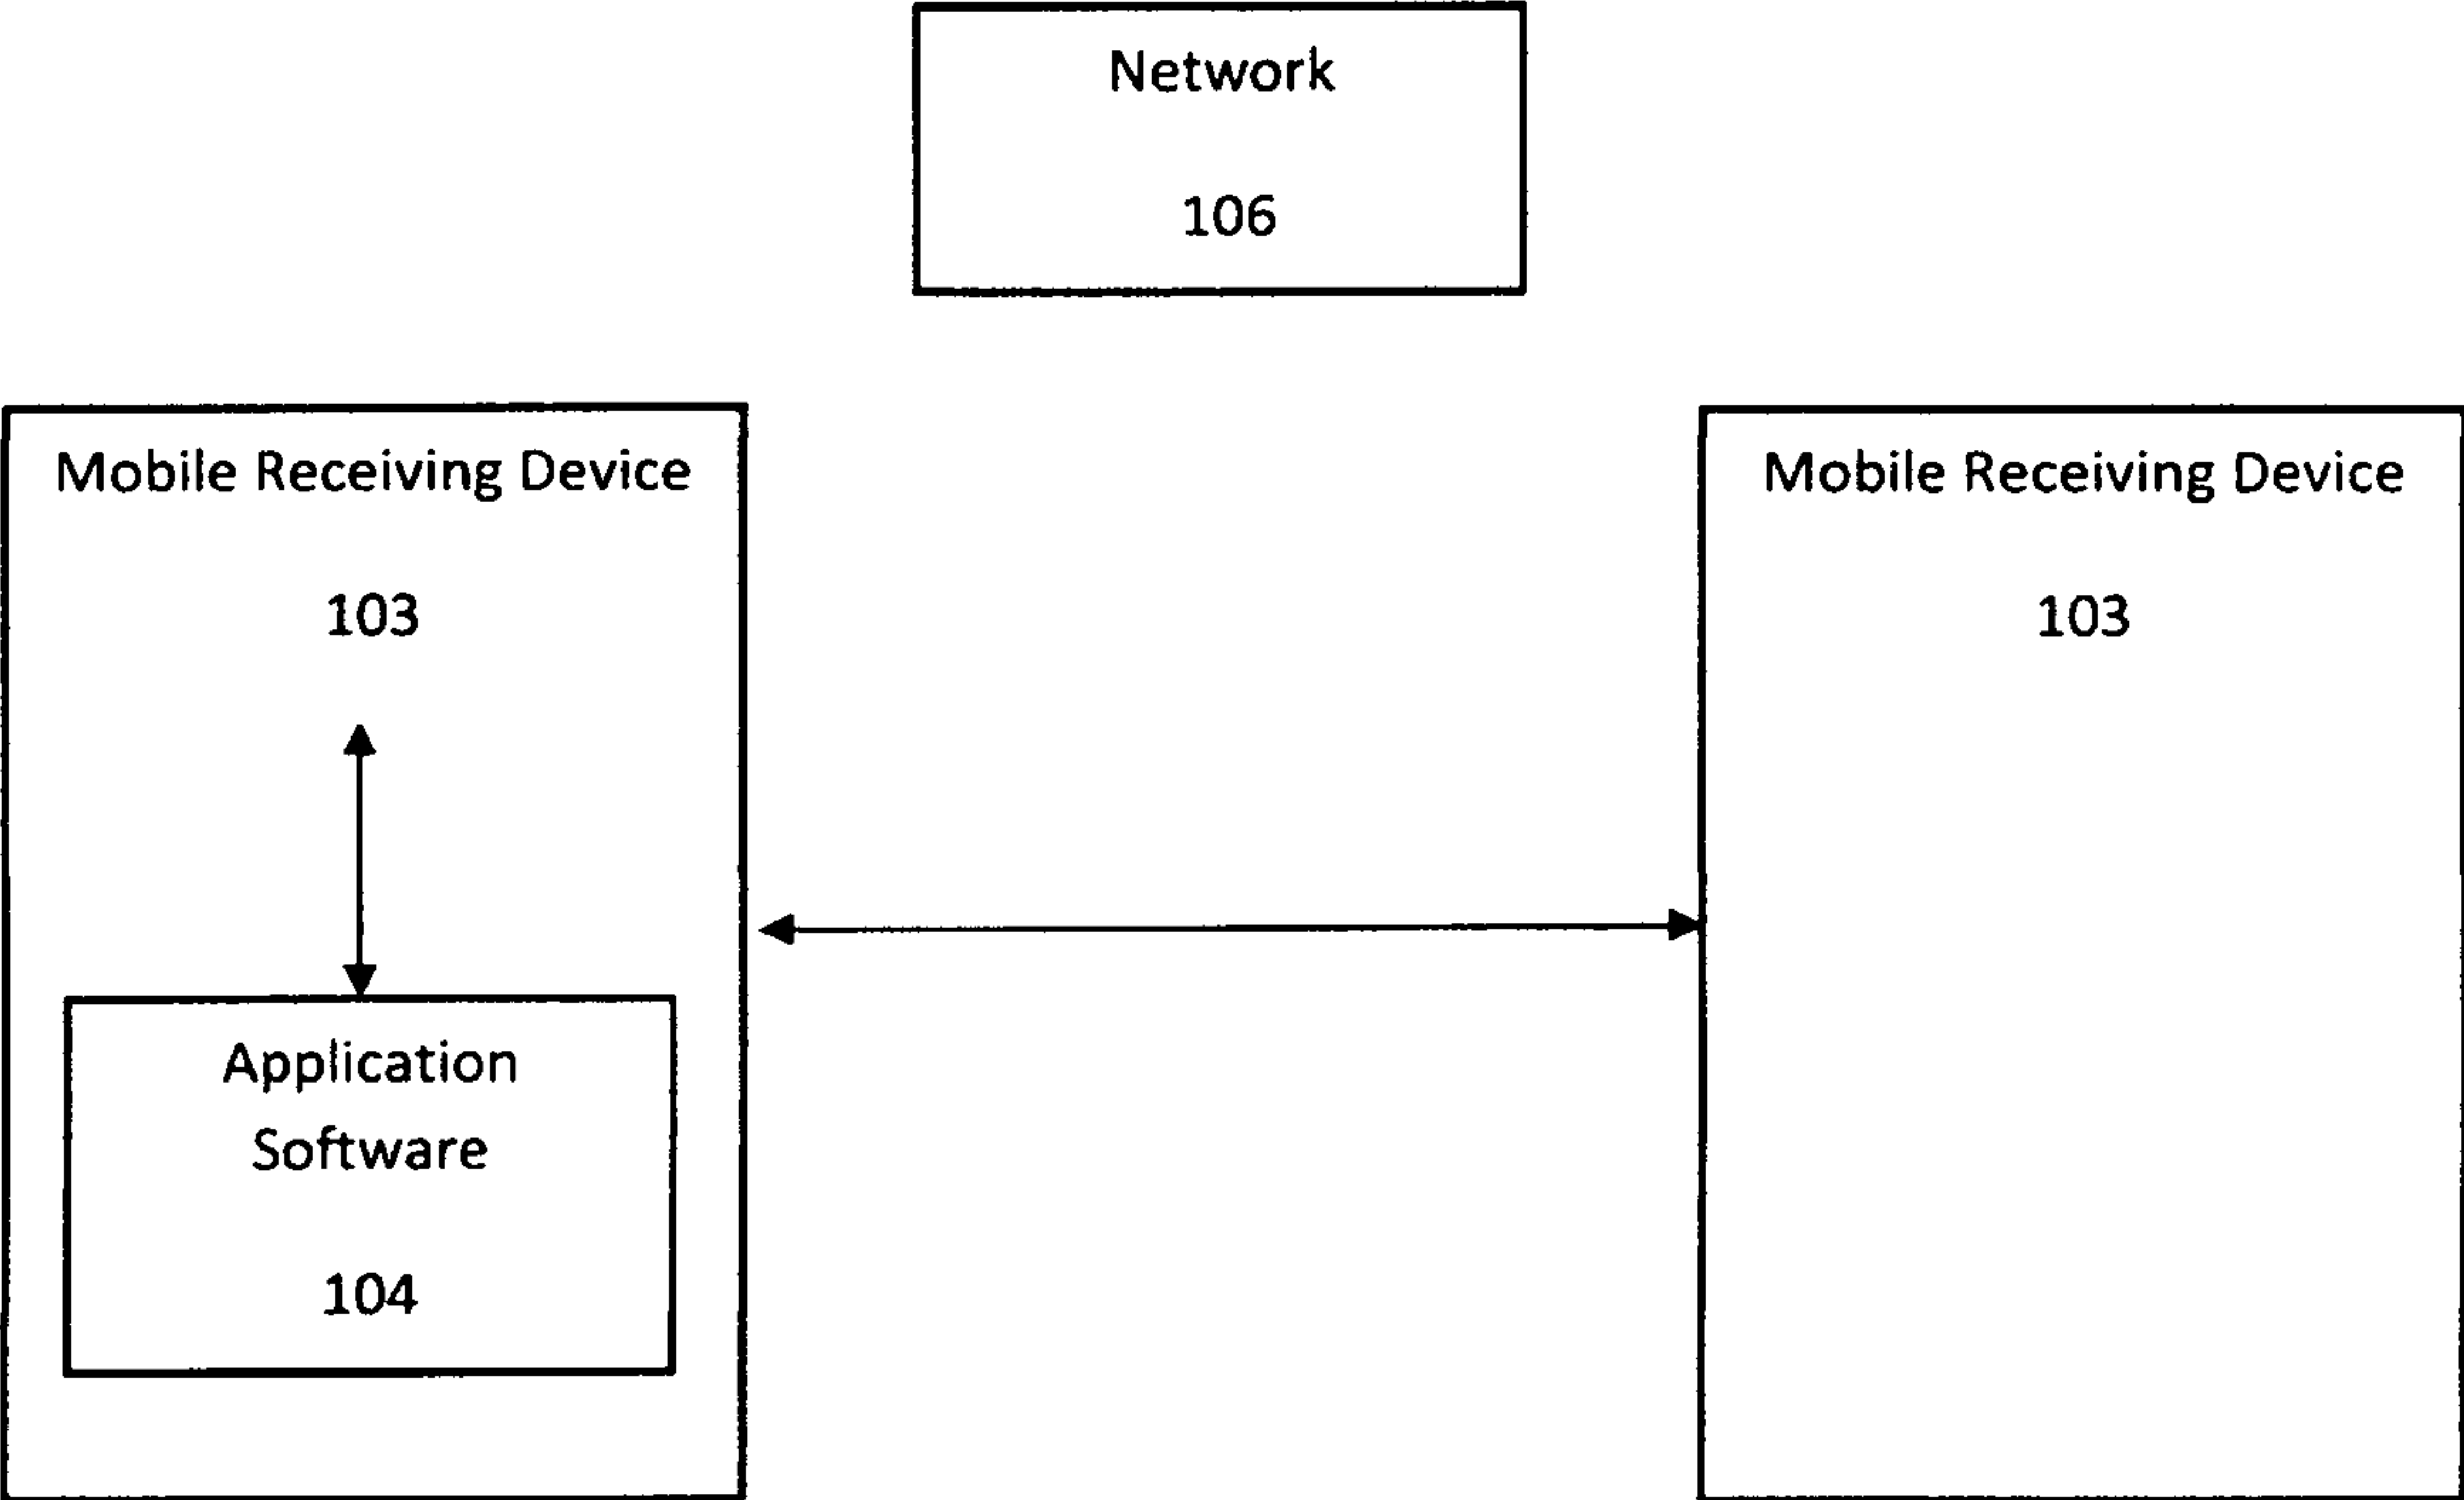 Network
106
Mobile Receiving Device
103
Application
Software
104
Mobile Receiving Device
103